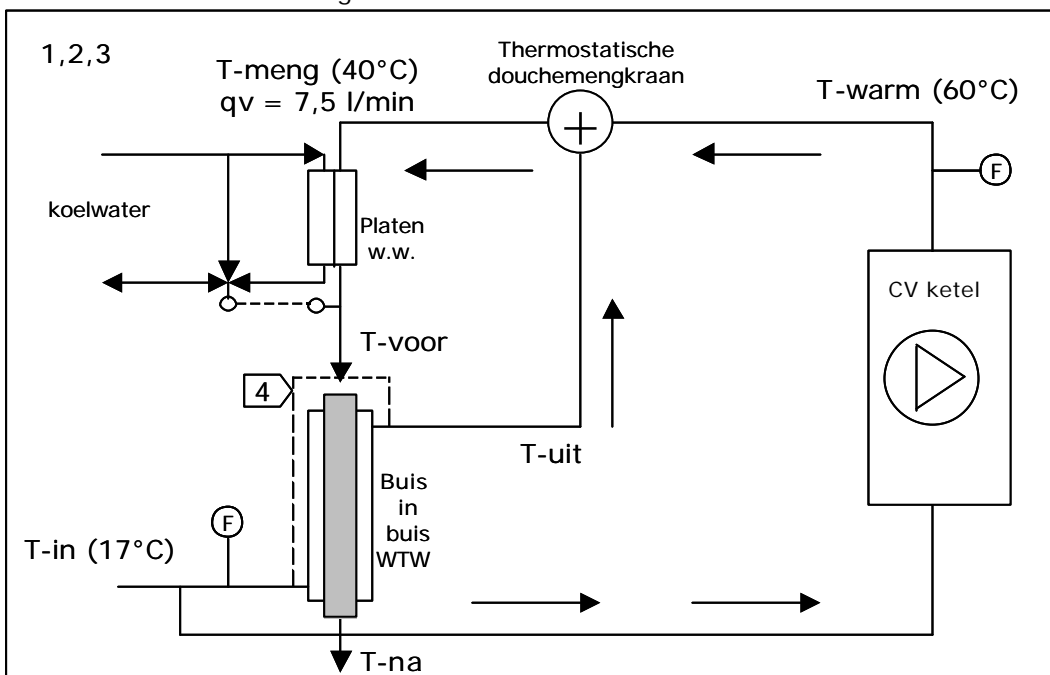 1,2,3
T-meng (40°C)
qv = 7,5 l/min
Thermostatische
douchemengkraan
T-warm (60°C)
F
koelwater
Platen
w.w.
CV ketel
T-voor
4
T-uit
Buis
in
buis
WTW
F
T-in (17°C)
T-na